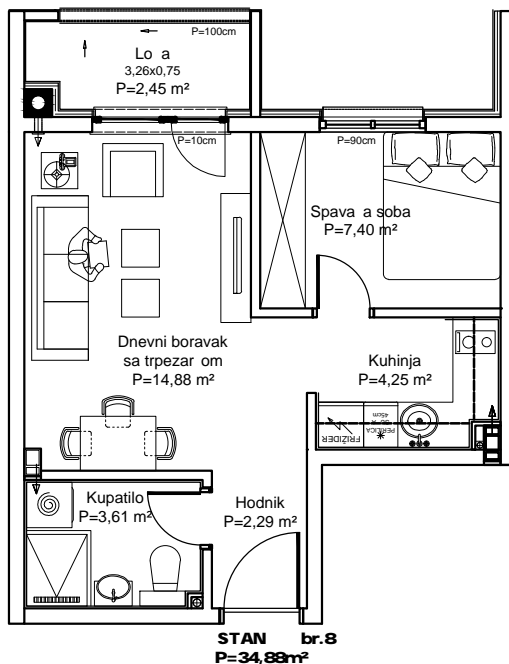 P=100cm
Lo a
3,26x0,75
P=2,45 m²
P=10cm
P=90cm
Spava a soba
P=7,40 m²
Dnevni boravak
sa trpezar om
P=14,88 m²
Kuhinja
P=4,25 m²
FRIŽIDER
PERILICA
45cm
Kupatilo
P=3,61 m²
Hodnik
P=2,29 m²
STAN br.8
P=34,88m²